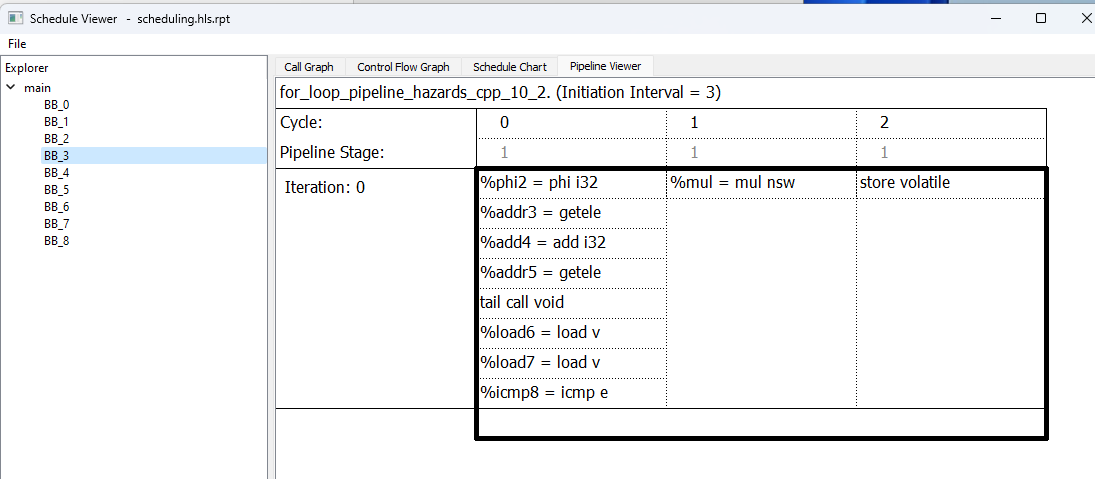 Schedule Viewer - scheduling.hls.rpt
File
Explorer
main
BB_0
BB_1
BB_2
BB_3
BB_4
BB_5
BB_6
BB_7
BB_8
Call Graph Control Flow Graph Schedule Chart Pipeline Viewer
for_loop_pipeline_hazards_cpp_10_2. (Initiation Interval = 3)
Cycle: 0 1 2
Pipeline Stage: 1 1 1
Iteration: 0 %phi2 = phi i32 %mul = mul nsw store volatile
%addr3 = getele
%add4 = add i32
%addr5 = getele
tail call void
%load6 = load v
%load7 = load v
%icmp8 = icmp e